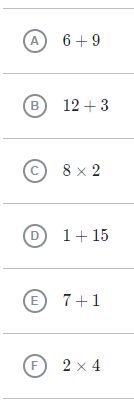 A 6 + 9
B 12 + 3
C 8 × 2
D 1 + 15
E 7 + 1
F 2 × 4